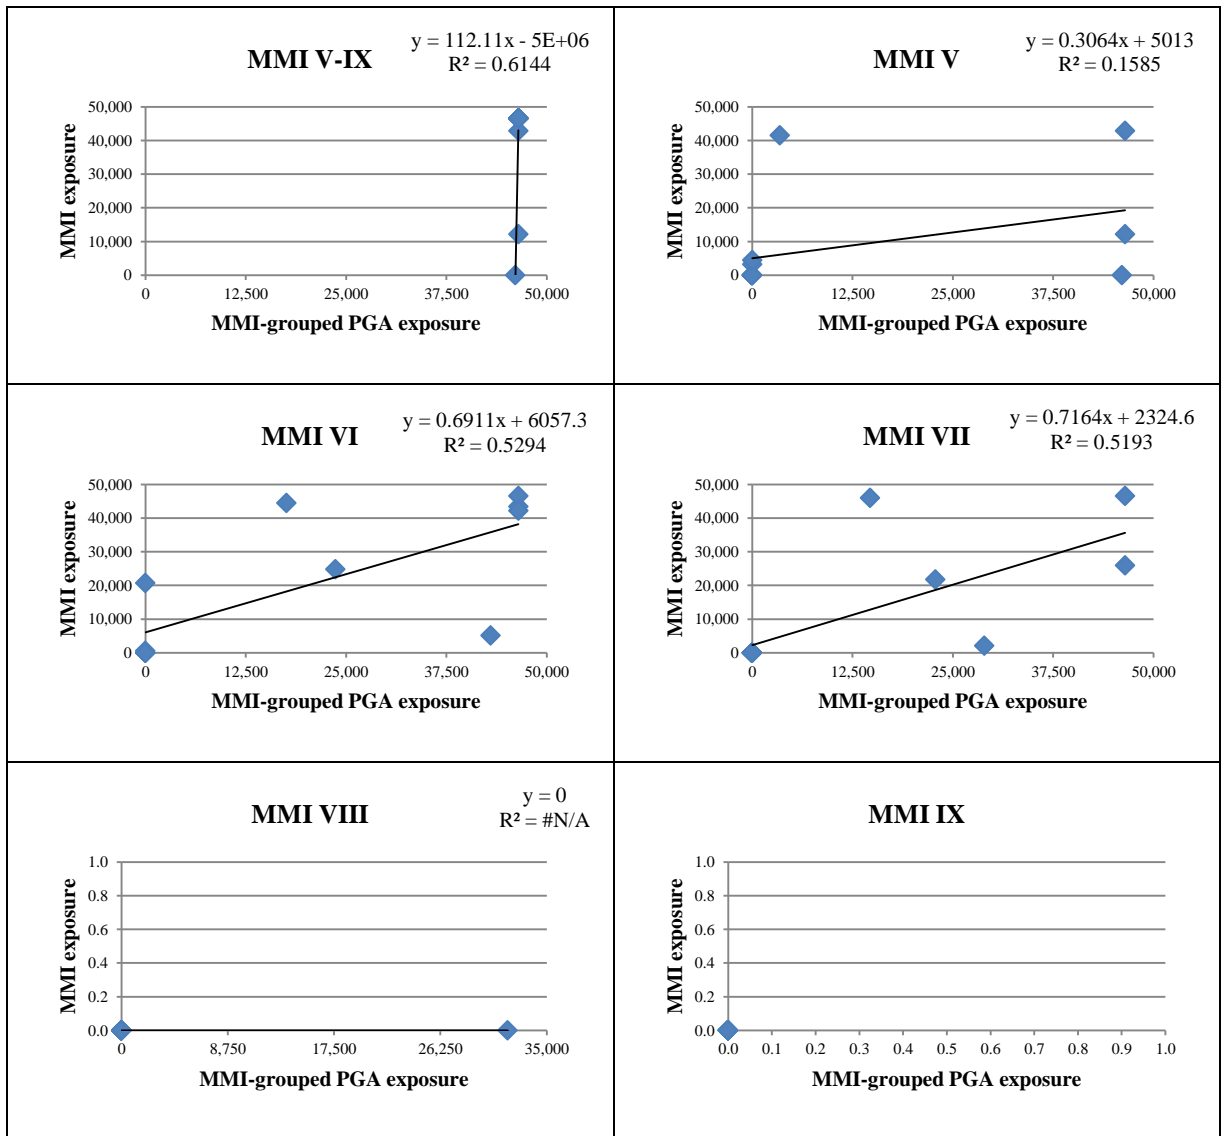 MMI V-IX
y = 112.11x - 5E+06
R² = 0.6144
50,000
40,000
30,000
20,000
10,000
0
MMI exposure
0 12,500 25,000 37,500 50,000
MMI-grouped PGA exposure
MMI V
y = 0.3064x + 5013
R² = 0.1585
50,000
40,000
30,000
20,000
10,000
0
MMI exposure
0 12,500 25,000 37,500 50,000
MMI-grouped PGA exposure
MMI VI
y = 0.6911x + 6057.3
R² = 0.5294
50,000
40,000
30,000
20,000
10,000
0
MMI exposure
0 12,500 25,000 37,500 50,000
MMI-grouped PGA exposure
MMI VII
y = 0.7164x + 2324.6
R² = 0.5193
50,000
40,000
30,000
20,000
10,000
0
MMI exposure
0 12,500 25,000 37,500 50,000
MMI-grouped PGA exposure
MMI VIII
y = 0
R² = #N/A
1.0
0.8
0.6
0.4
0.2
0.0
MMI exposure
0 8,750 17,500 26,250 35,000
MMI-grouped PGA exposure
MMI IX
1.0
0.8
0.6
0.4
0.2
0.0
MMI exposure
0.0 0.1 0.2 0.3 0.4 0.5 0.6 0.7 0.8 0.9 1.0
MMI-grouped PGA exposure